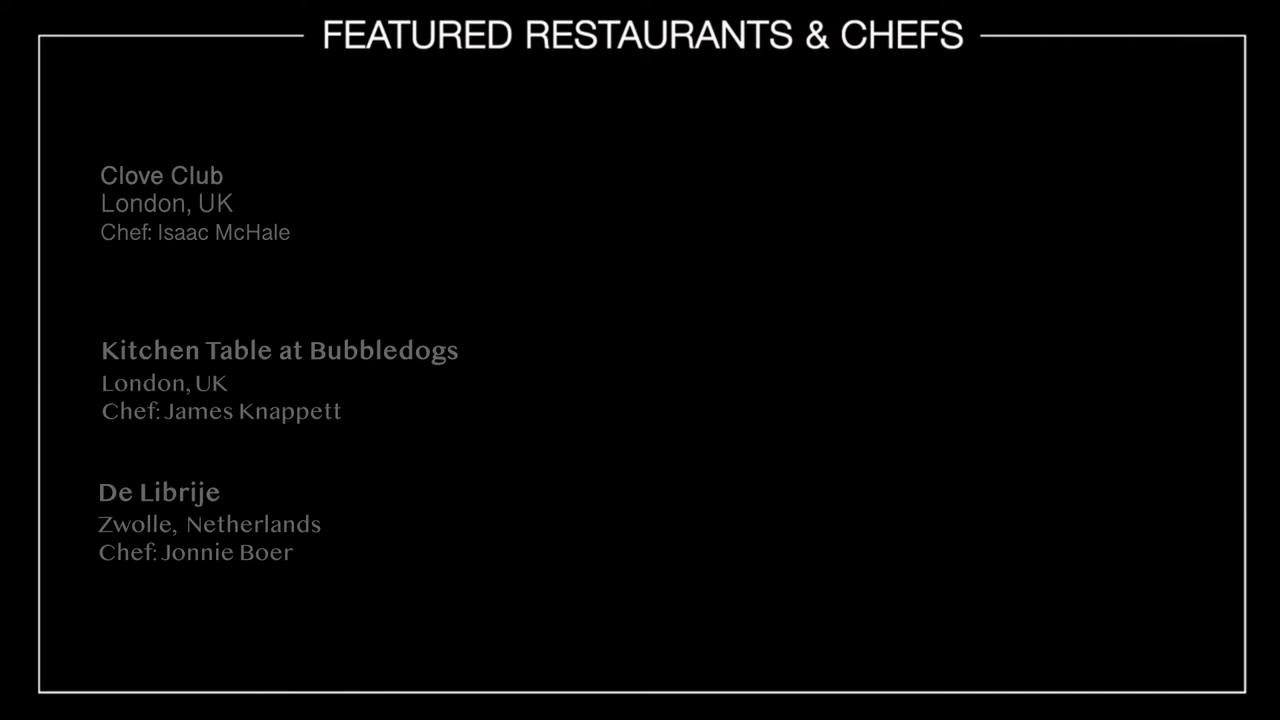 FEATURED RESTAURANTS & CHEFS
Clove Club
London, UK
Chef: Isaac McHale
Kitchen Table at Bubbledogs
London, UK
Chef: James Knappett
De Librije
Zwolle, Netherlands
Chef: Jonnie Boer